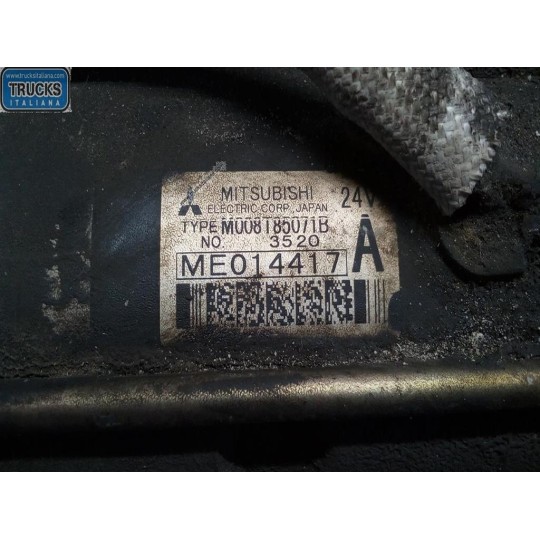 www.trucksitaliana.com
TRUCKS
ITALIANA
MITSUBISHI 24V
ELECTRIC CORP., JAPAN
TYPE M008T85071B
NO. 3520
ME014417 A